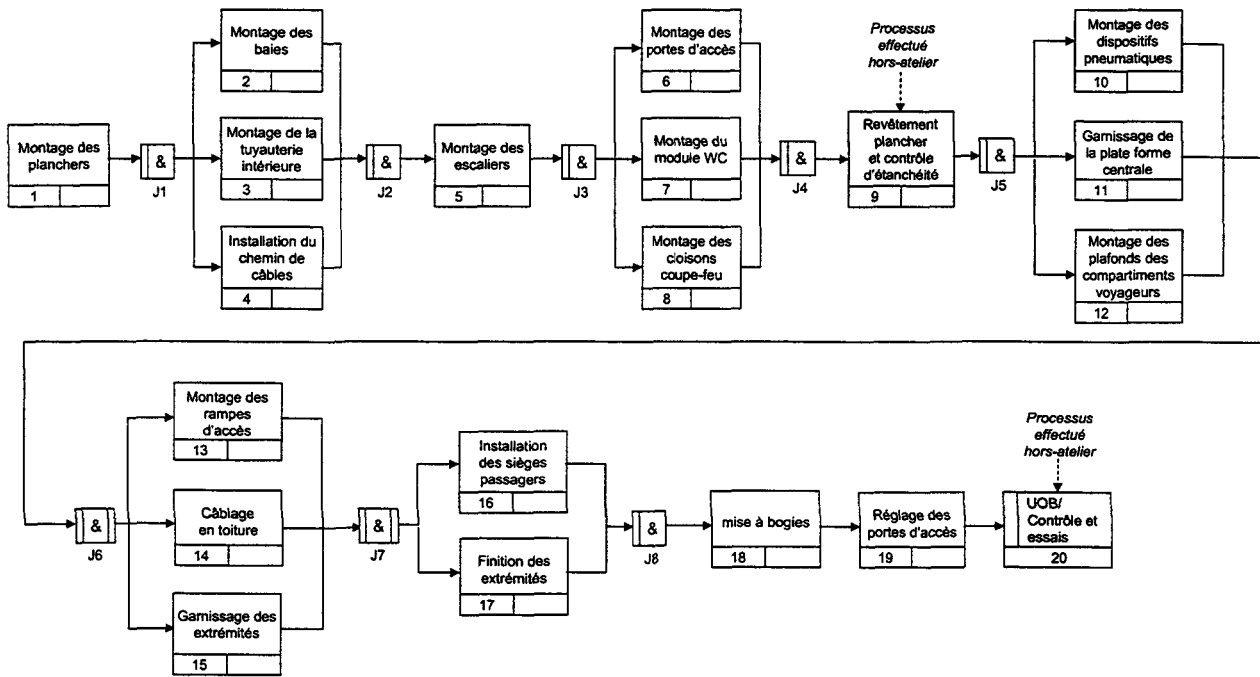 Montage des
planchers
1
&
J1
Montage des
baies
2
Montage de la
tuyauterie
intérieure
3
Installation du
chemin de
câbles
4
&
J2
Montage des
escaliers
5
&
J3
Montage des
portes d'accès
6
Montage du
module WC
7
Montage des
cloisons
coupe-feu
8
&
J4
Processus
effectué
hors-atelier
Revêtement
plancher
et contrôle
d'étanchéité
9
&
J5
Montage des
dispositifs
pneumatiques
10
Garnissage de
la plate forme
centrale
11
Montage des
plafonds des
compartiments
voyageurs
12
&
J6
Montage des
rampes
d'accès
13
Câblage
en toiture
14
Garnissage des
extrémités
15
&
J7
Installation
des sièges
passagers
16
Finition des
extrémités
17
&
J8
mise à bogies
18
Réglage des
portes d'accès
19
Processus
effectué
hors-atelier
UOB/
Contrôle et
essais
20